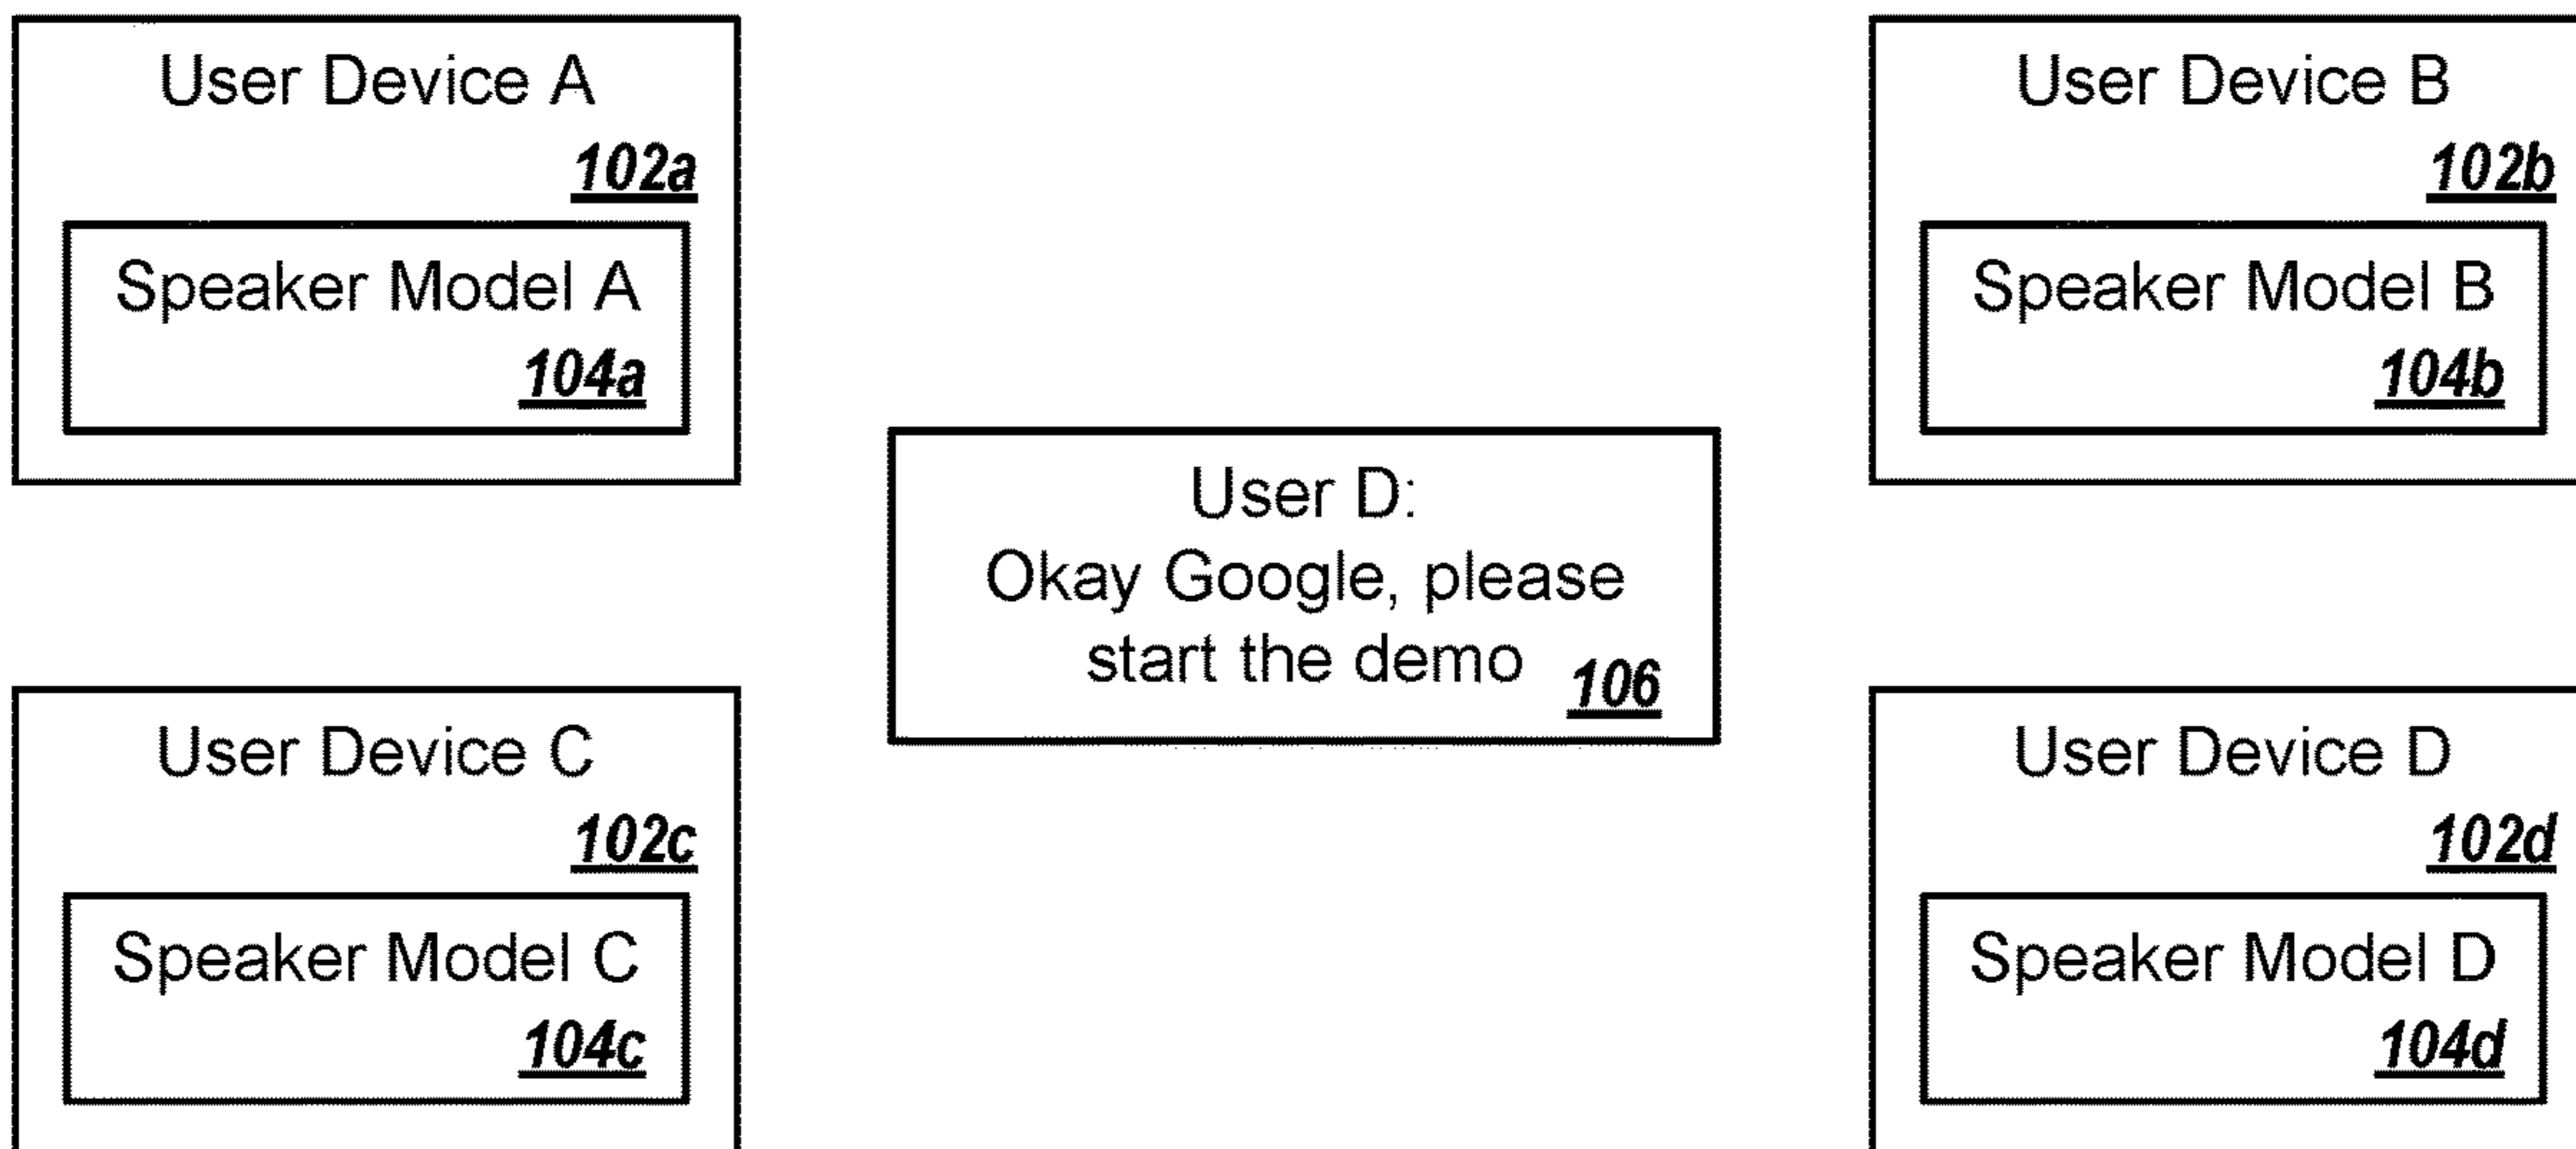 User Device A
102a
Speaker Model A
104a
User Device B
102b
Speaker Model B
104b
User D:
Okay Google, please
start the demo
106
User Device C
102c
Speaker Model C
104c
User Device D
102d
Speaker Model D
104d